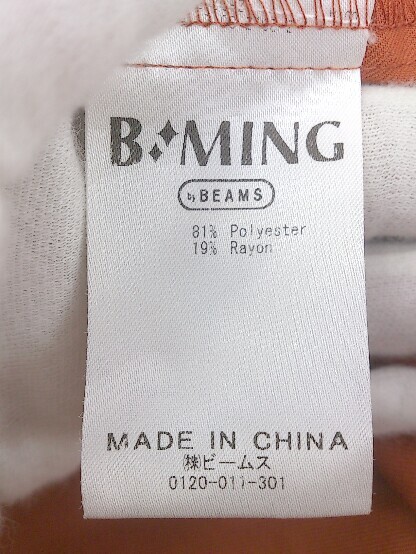 B:MING
by BEAMS
81% Polyester
19% Rayon
MADE IN CHINA
㈱ビームス
0120-011-301